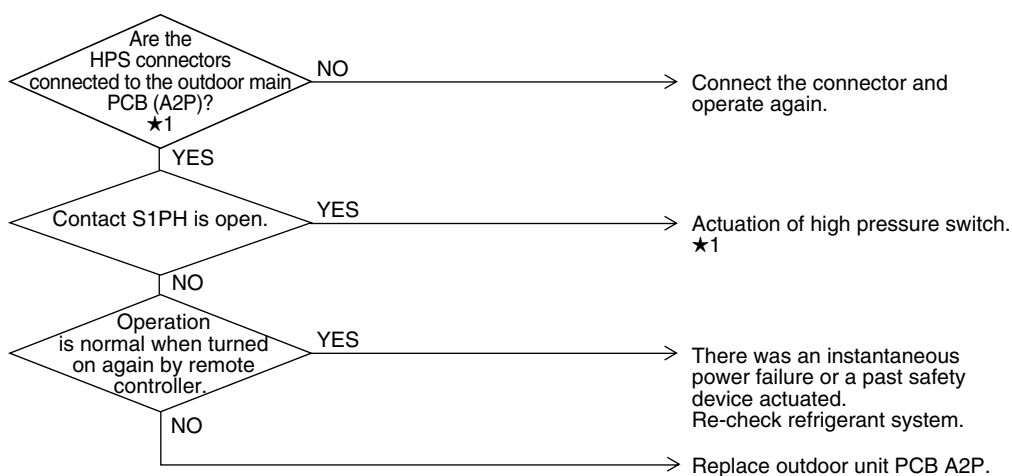 Are the
HPS connectors
connected to the outdoor main
PCB (A2P)?
★1
NO
Connect the connector and
operate again.
YES
Contact S1PH is open.
YES
Actuation of high pressure switch.
★1
NO
Operation
is normal when turned
on again by remote
controller.
YES
There was an instantaneous
power failure or a past safety
device actuated.
Re-check refrigerant system.
NO
Replace outdoor unit PCB A2P.